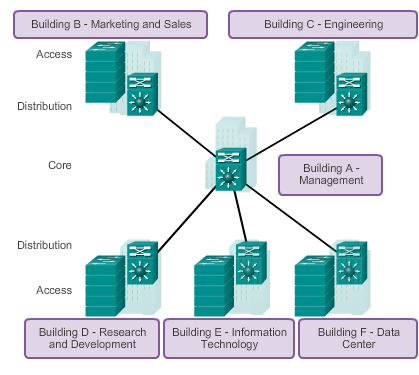 Building B - Marketing and Sales
Building C - Engineering
Access
Distribution
Core
Building A -
Management
Distribution
Access
Building D - Research
and Development
Building E - Information
Technology
Building F - Data
Center